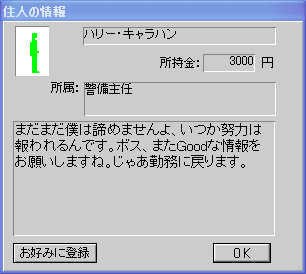 住人の情報
ハリー・キャラハン
所持金: 3000 円
所属: 警備主任
まだまだ僕は諦めませんよ、いつか努力は
報われるんです。ボス、またGoodな情報を
お願いしますね。じゃあ勤務に戻ります。
お好みに登録 OK